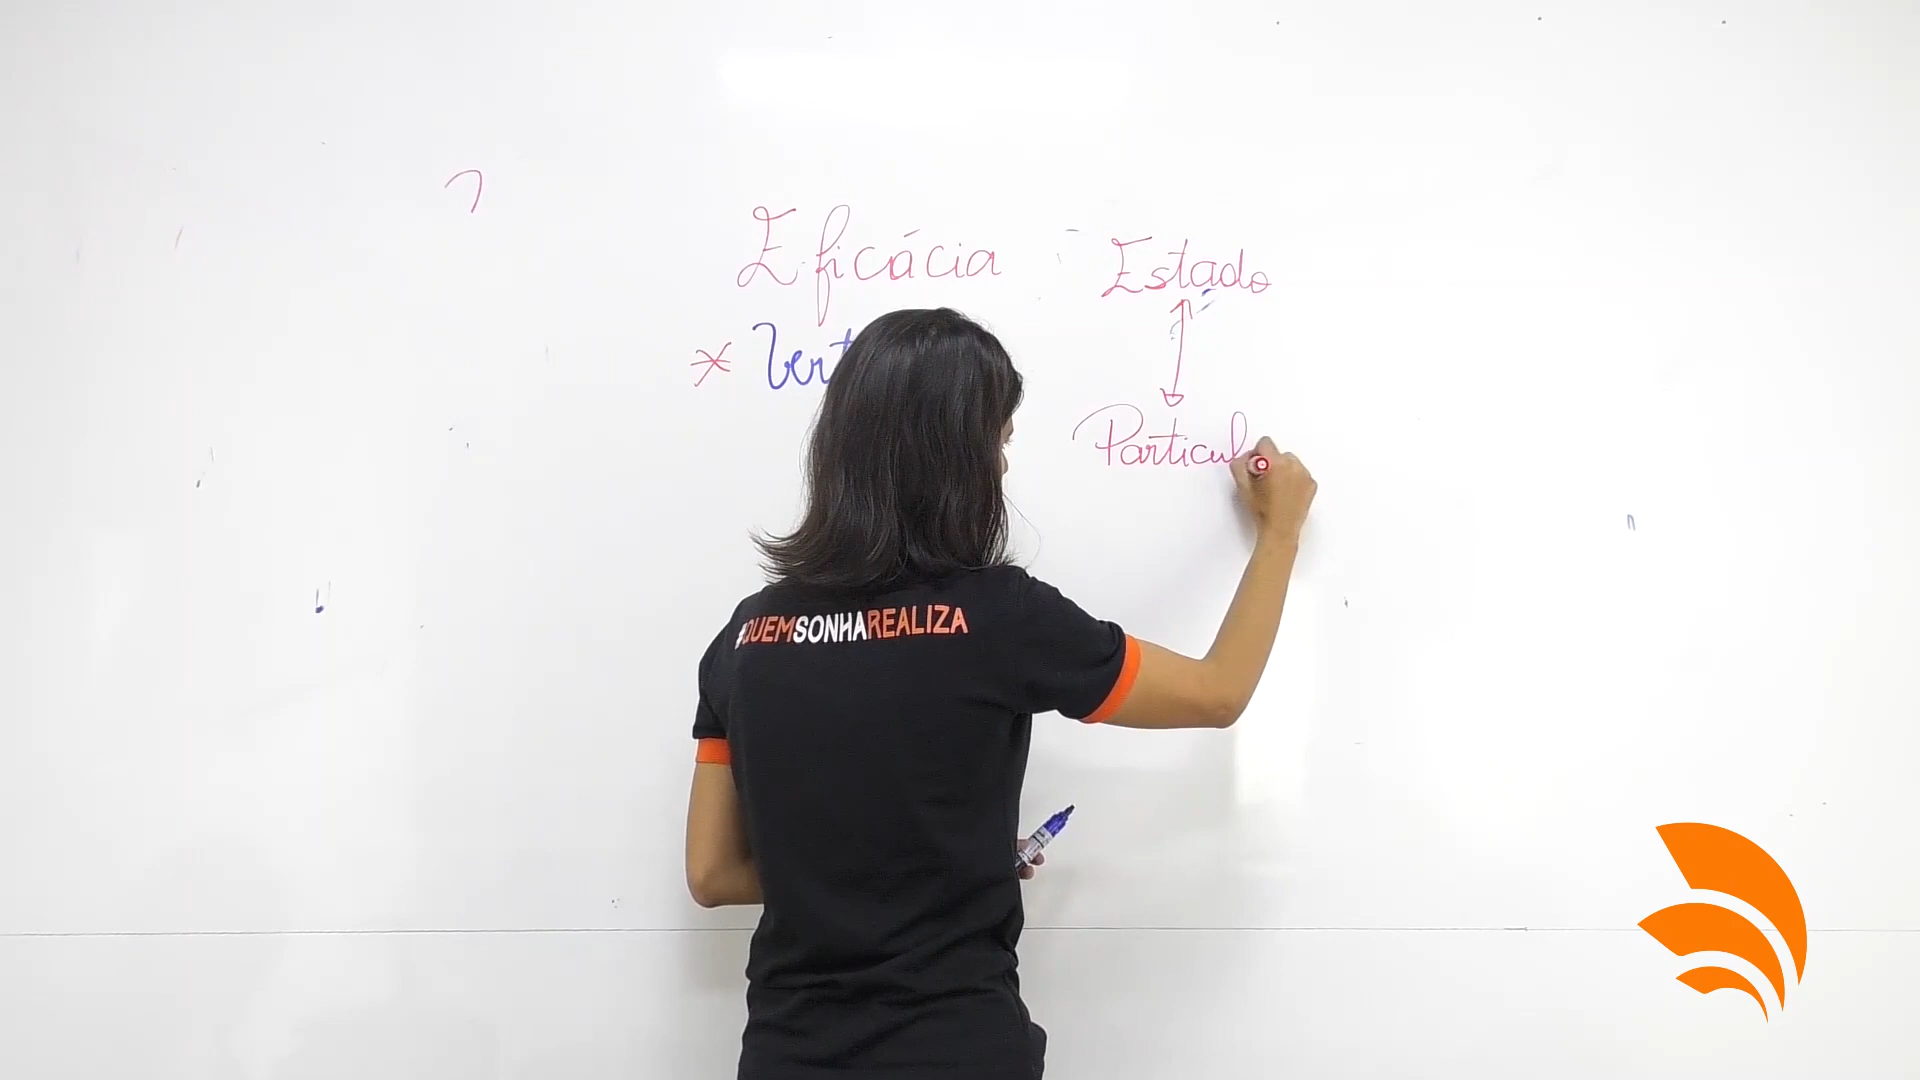 Eficácia
Estado
* Vert
Particul
#QUEMSONHAREALIZA